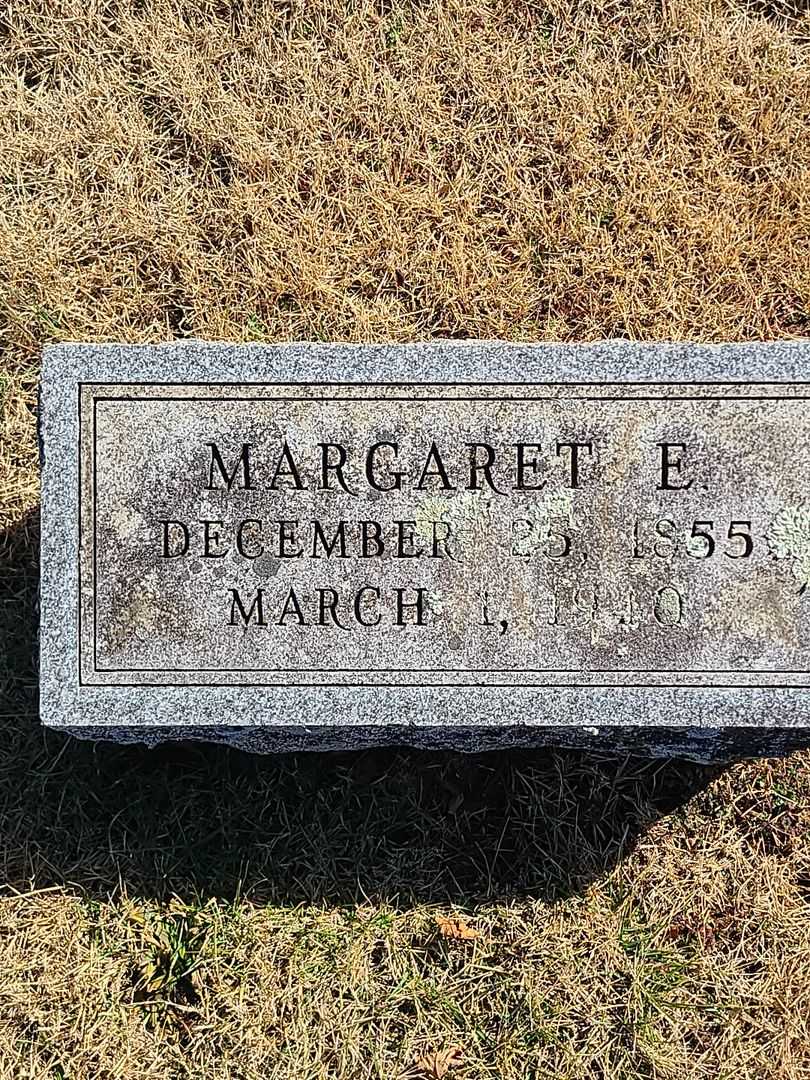 MARGARET E.
DECEMBER 25, 1855
MARCH 1, 1940